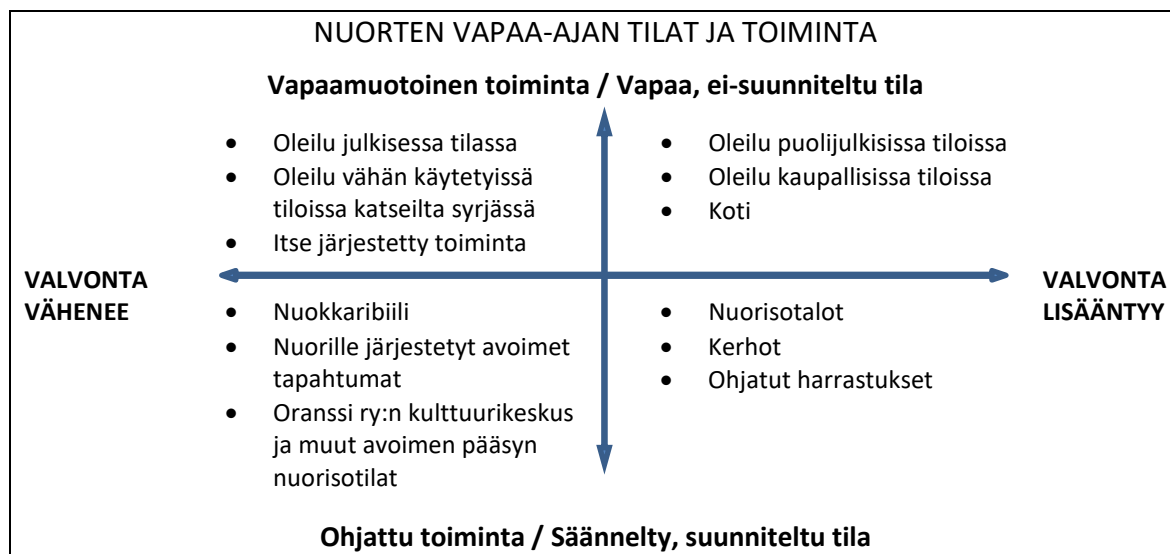 NUORTEN VAPAA-AJAN TILAT JA TOIMINTA
Vapaamuotoinen toiminta / Vapaa, ei-suunniteltu tila
• Oleilu julkisessa tilassa
• Oleilu vähän käytetyissä
tiloissa katseilta syrjässä
• Itse järjestetty toiminta
• Oleilu puolijulkisissa tiloissa
• Oleilu kaupallisissa tiloissa
• Koti
VALVONTA
VÄHENEE
VALVONTA
LISÄÄNTYY
• Nuokkaribiili
• Nuorille järjestetyt avoimet
tapahtumat
• Oranssi ry:n kulttuurikeskus
ja muut avoimen pääsyn
nuorisotilat
• Nuorisotalot
• Kerhot
• Ohjatut harrastukset
Ohjattu toiminta / Säännelty, suunniteltu tila